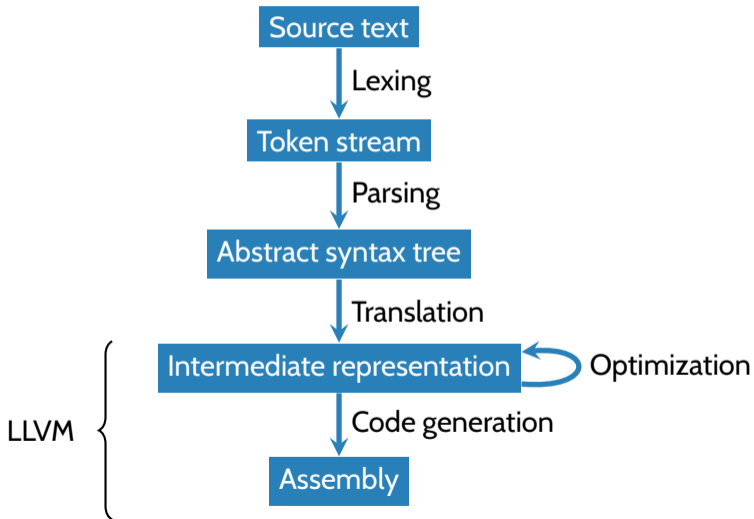 Source text
Lexing
Token stream
Parsing
Abstract syntax tree
Translation
Intermediate representation
Optimization
Code generation
LLVM
Assembly